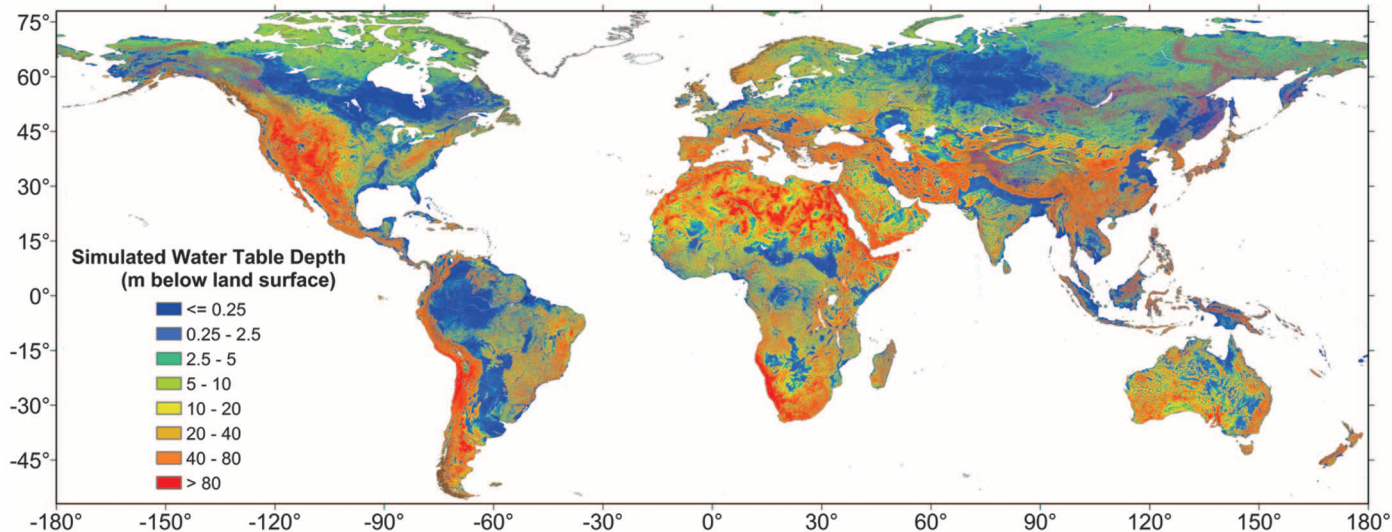 75°
60°
45°
30°
15°
0°
-15°
-30°
-45°
Simulated Water Table Depth
(m below land surface)
<= 0.25
0.25 - 2.5
2.5 - 5
5 - 10
10 - 20
20 - 40
40 - 80
> 80
-180° -150° -120° -90° -60° -30° 0° 30° 60° 90° 120° 150° 180°